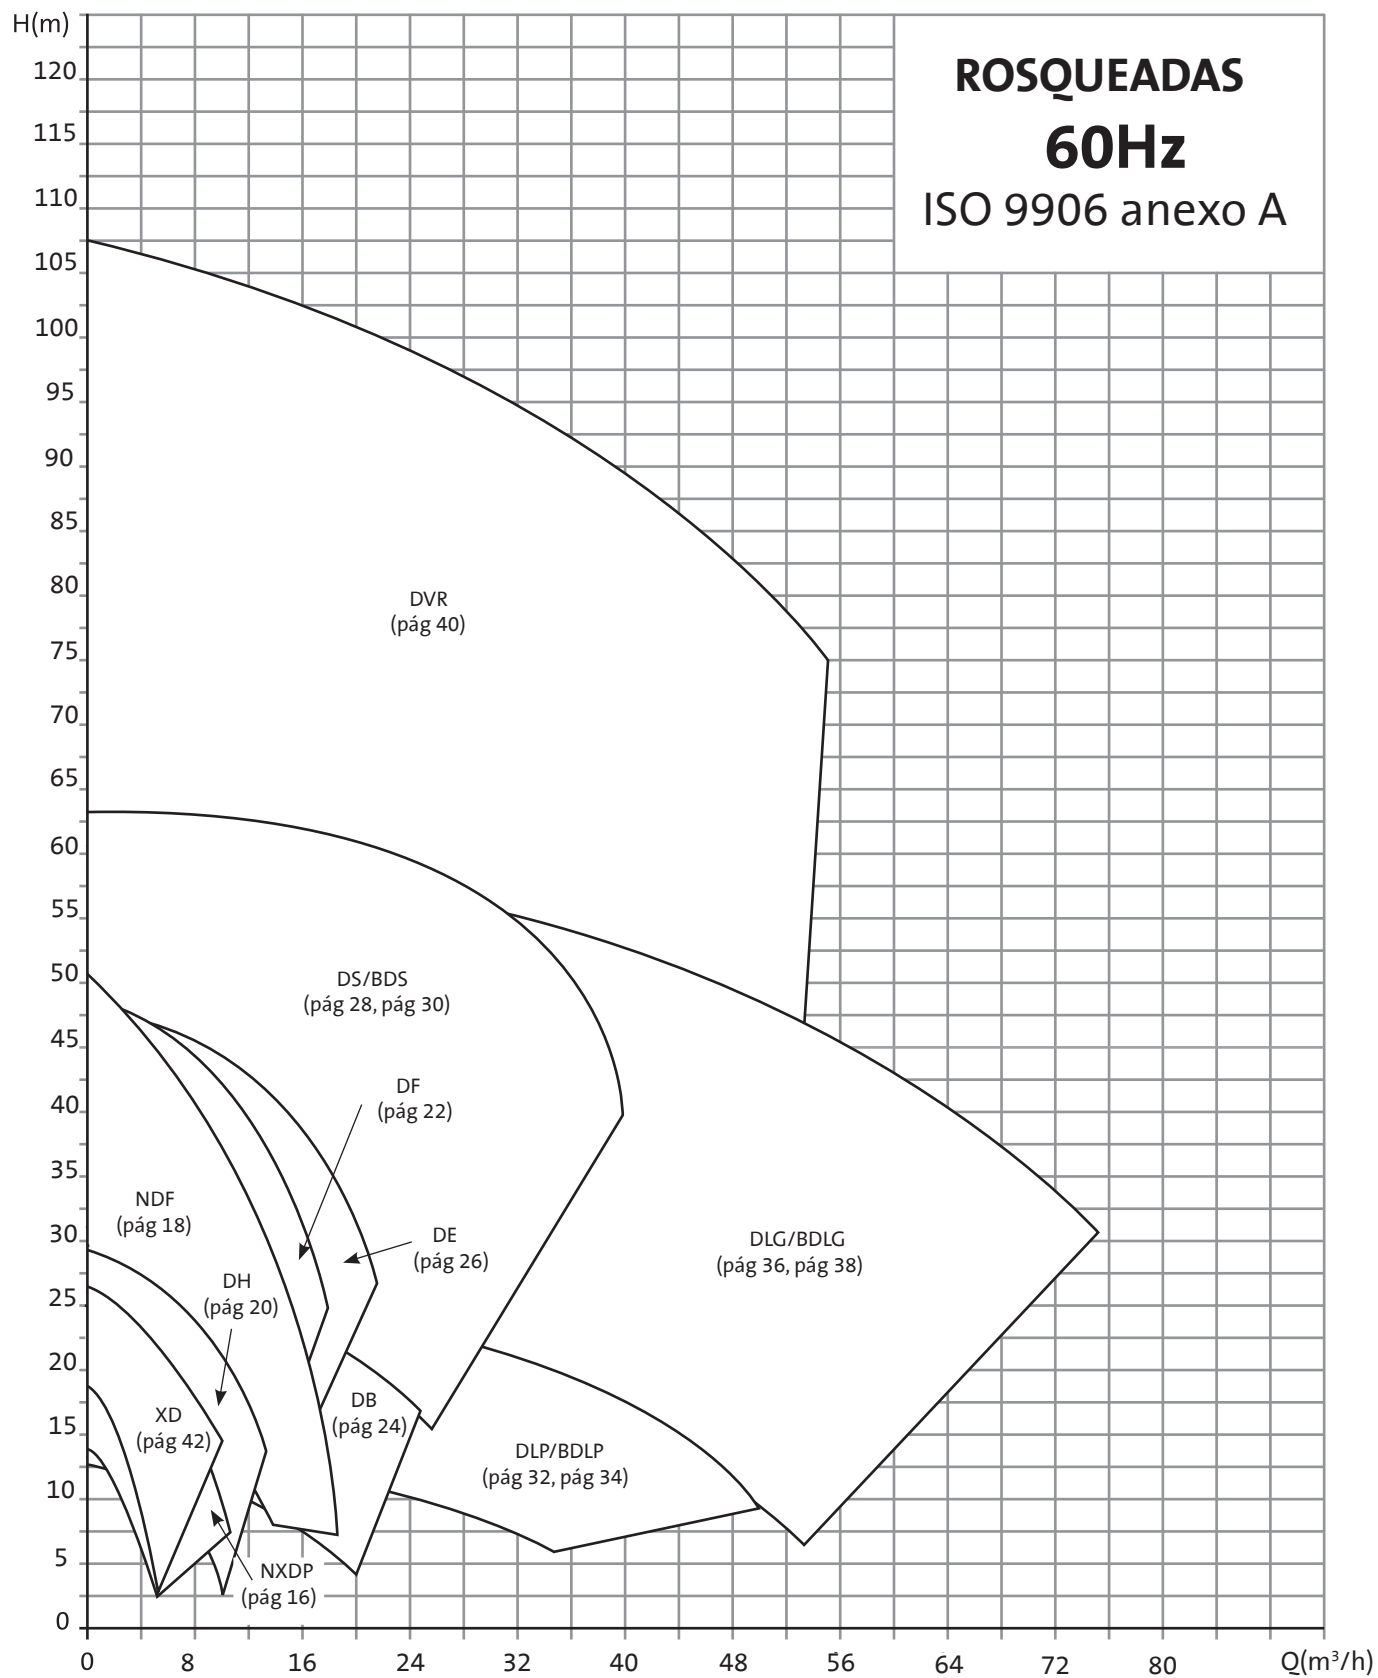 H(m)
ROSQUEADAS
60Hz
ISO 9906 anexo A
120
115
110
105
100
95
90
85
80
75
70
65
60
55
50
45
40
35
30
25
20
15
10
5
0
DVR
(pág 40)
DS/BDS
(pág 28, pág 30)
DF
(pág 22)
NDF
(pág 18)
DE
(pág 26)
DLG/BDLG
(pág 36, pág 38)
DH
(pág 20)
XD
(pág 42)
DB
(pág 24)
DLP/BDLP
(pág 32, pág 34)
NXDP
(pág 16)
0 8 16 24 32 40 48 56 64 72 80 Q(m³/h)